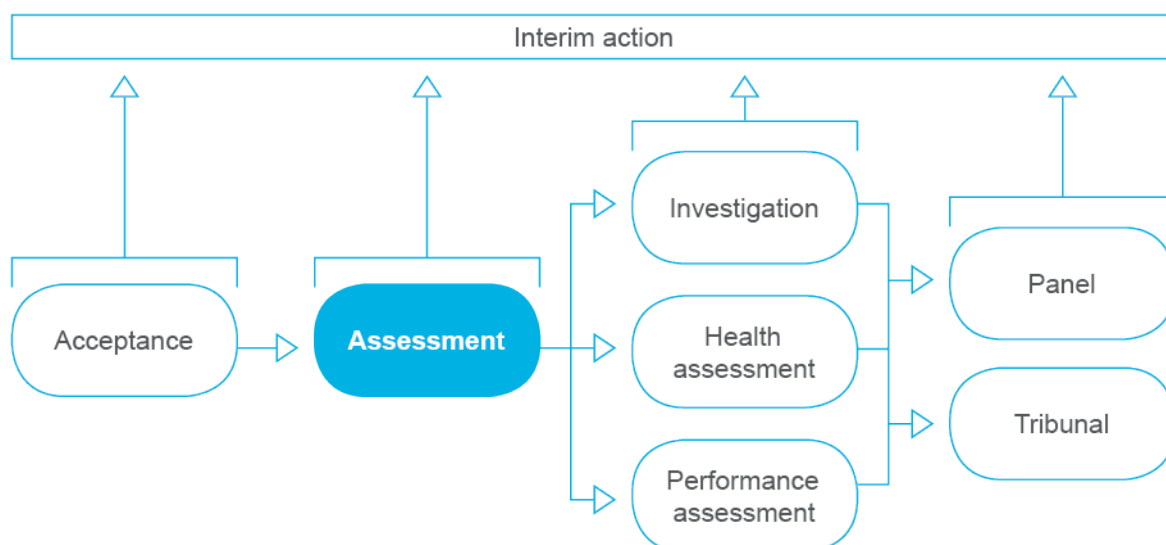 Interim action
Acceptance
Assessment
Investigation
Health
assessment
Performance
assessment
Panel
Tribunal